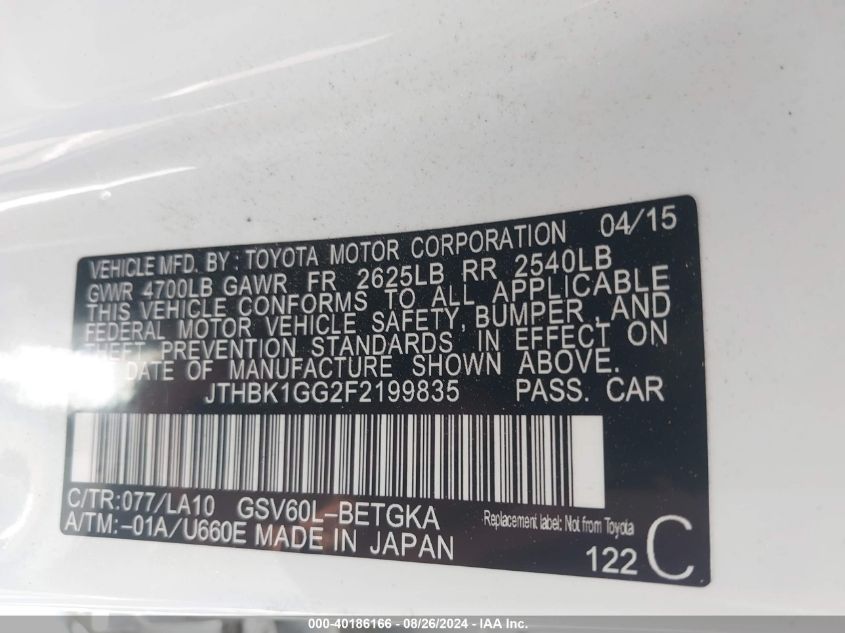 04/15
VEHICLE MFD. BY: TOYOTA MOTOR CORPORATION
GVWR 4700LB GAWR FR 2625LB RR 2540LB
THIS VEHICLE CONFORMS TO ALL APPLICABLE
FEDERAL MOTOR VEHICLE SAFETY, BUMPER, AND
THEFT PREVENTION STANDARDS IN EFFECT ON
THE DATE OF MANUFACTURE SHOWN ABOVE.
JTHBK1GG2F2199835 PASS. CAR
C/TR:077/LA10 GSV60L-BETGKA
A/TM:-01A/U660E MADE IN JAPAN
Replacement label: Not from Toyota
122 C
000-40186166 - 08/26/2024 - IAA Inc.